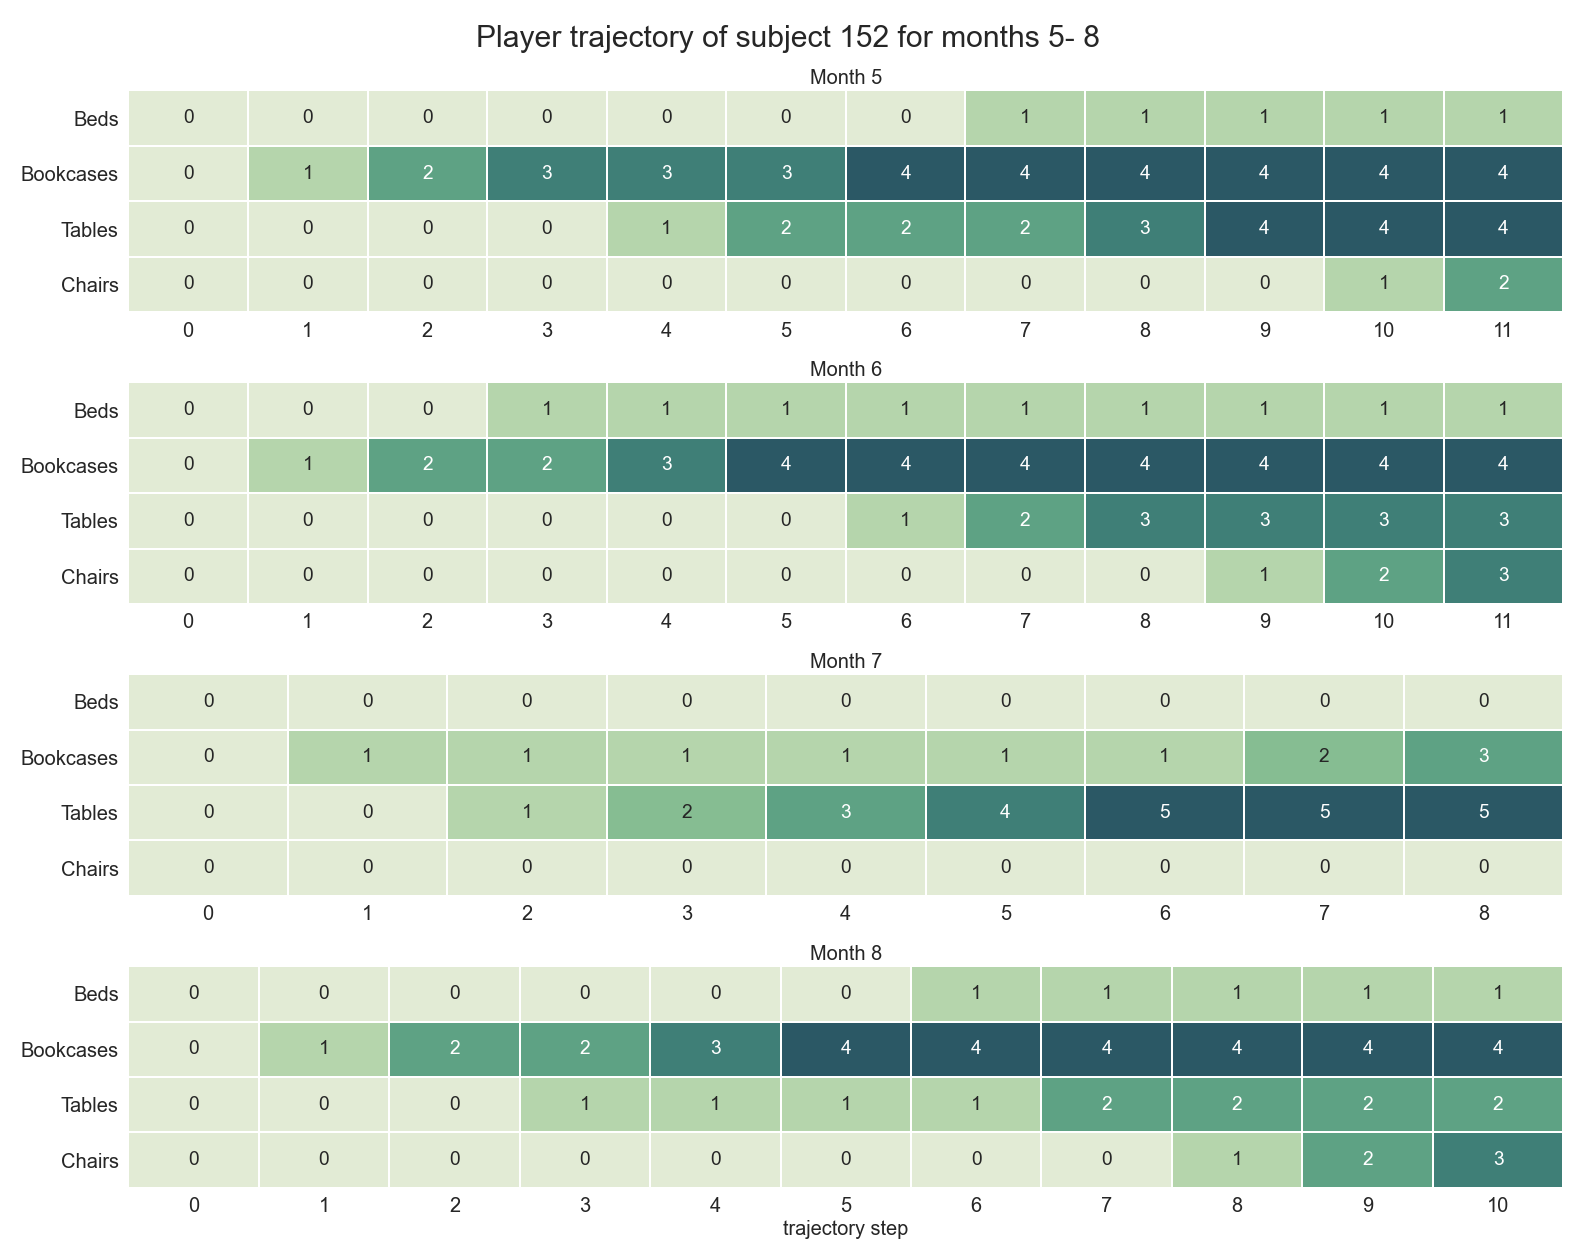 Player trajectory of subject 152 for months 5- 8
Month 5
Beds 0 0 0 0 0 0 0 1 1 1 1 1
Bookcases 0 1 2 3 3 3 4 4 4 4 4 4
Tables 0 0 0 0 1 2 2 2 3 4 4 4
Chairs 0 0 0 0 0 0 0 0 0 0 1 2
0 1 2 3 4 5 6 7 8 9 10 11
Month 6
Beds 0 0 0 1 1 1 1 1 1 1 1 1
Bookcases 0 1 2 2 3 4 4 4 4 4 4 4
Tables 0 0 0 0 0 0 1 2 3 3 3 3
Chairs 0 0 0 0 0 0 0 0 0 1 2 3
0 1 2 3 4 5 6 7 8 9 10 11
Month 7
Beds 0 0 0 0 0 0 0 0 0
Bookcases 0 1 1 1 1 1 1 2 3
Tables 0 0 1 2 3 4 5 5 5
Chairs 0 0 0 0 0 0 0 0 0
0 1 2 3 4 5 6 7 8
Month 8
Beds 0 0 0 0 0 0 1 1 1 1 1
Bookcases 0 1 2 2 3 4 4 4 4 4 4
Tables 0 0 0 1 1 1 1 2 2 2 2
Chairs 0 0 0 0 0 0 0 0 1 2 3
0 1 2 3 4 5 6 7 8 9 10
trajectory step